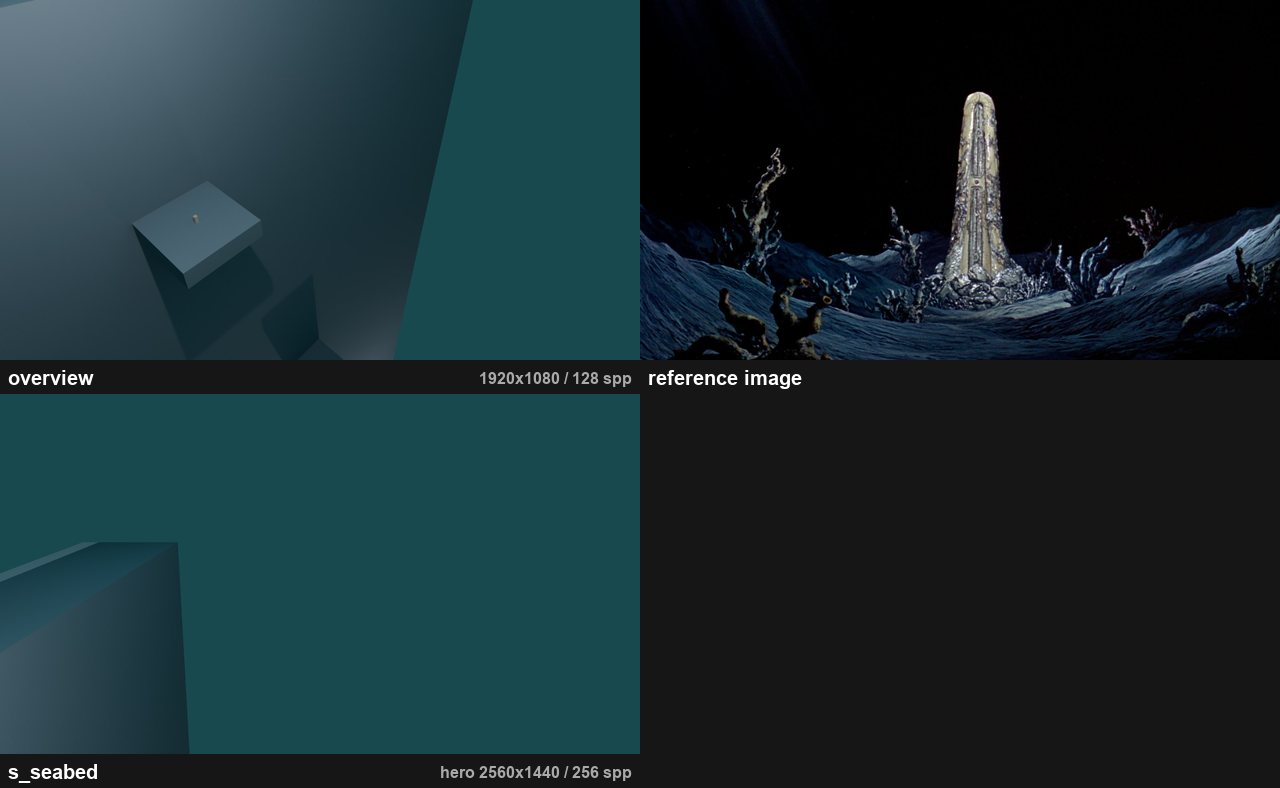 overview
1920x1080 / 128 spp
reference image
s_seabed
hero 2560x1440 / 256 spp